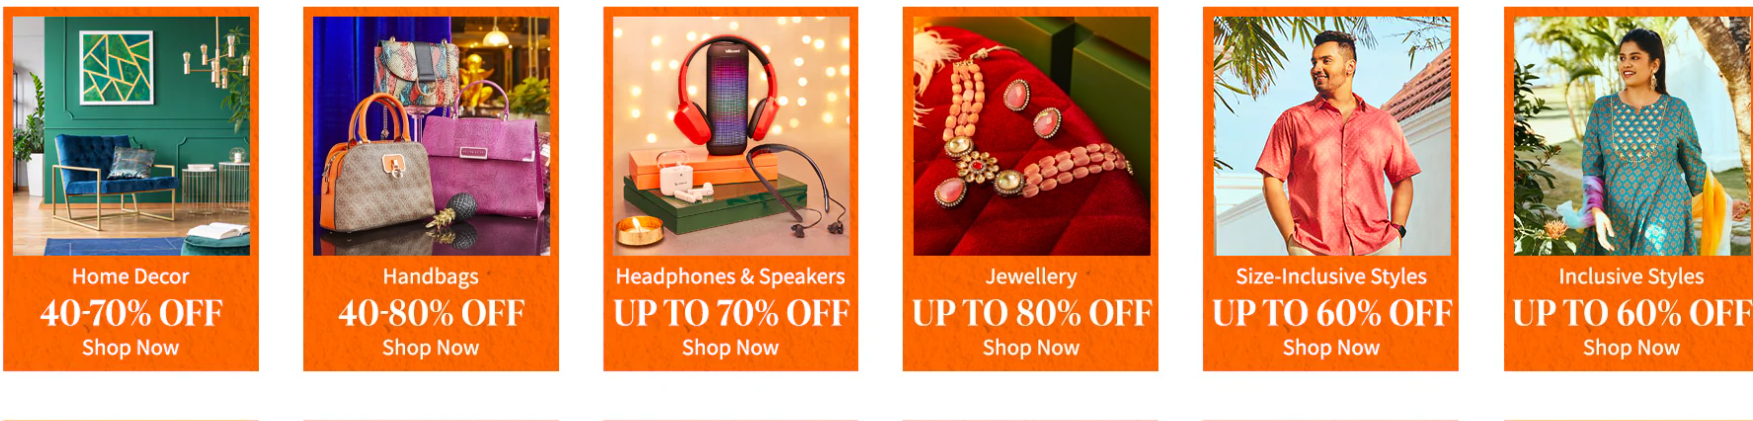 Home Decor
40-70% OFF
Shop Now
Handbags
40-80% OFF
Shop Now
Headphones & Speakers
UP TO 70% OFF
Shop Now
Jewellery
UP TO 80% OFF
Shop Now
Size-Inclusive Styles
UP TO 60% OFF
Shop Now
Inclusive Styles
UP TO 60% OFF
Shop Now